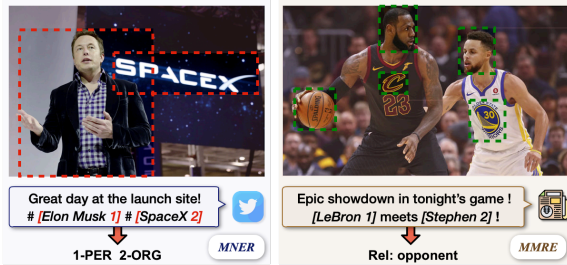 SPACEX
Great day at the launch site!
# [Elon Musk 1] # [SpaceX 2]
1-PER 2-ORG
MNER
SPALDING
C
23
30
Epic showdown in tonight's game !
[LeBron 1] meets [Stephen 2] !
Rel: opponent
MMRE